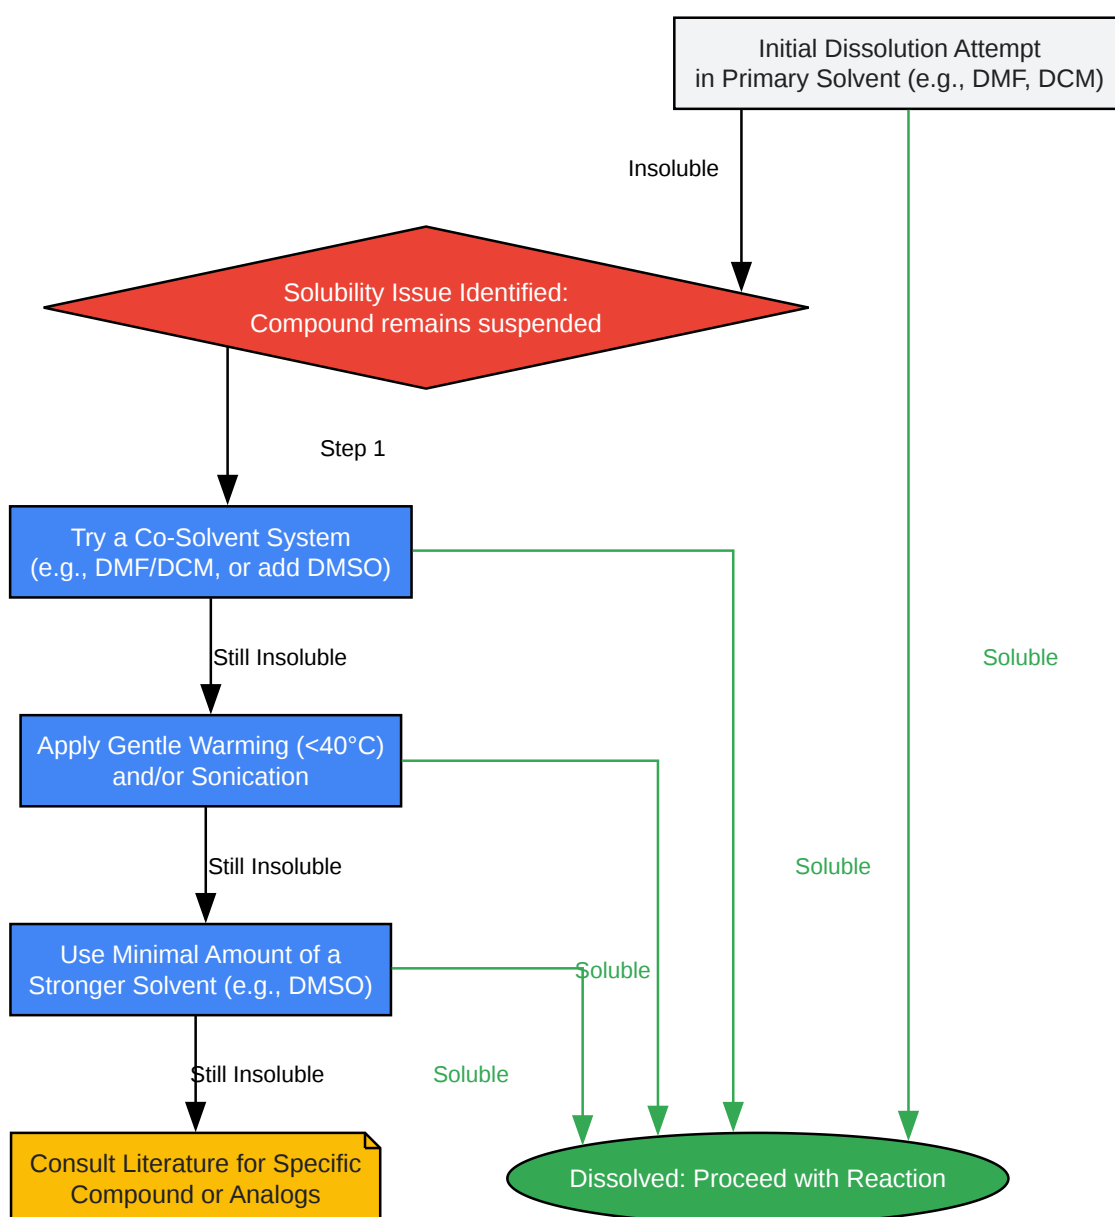 Initial Dissolution Attempt
in Primary Solvent (e.g., DMF, DCM)
Insoluble
Solubility Issue Identified:
Compound remains suspended
Step 1
Try a Co-Solvent System
(e.g., DMF/DCM, or add DMSO)
Still Insoluble
Soluble
Apply Gentle Warming (<40°C)
and/or Sonication
Still Insoluble
Soluble
Use Minimal Amount of a
Stronger Solvent (e.g., DMSO)
Soluble
Still Insoluble
Soluble
Consult Literature for Specific
Compound or Analogs
Dissolved: Proceed with Reaction